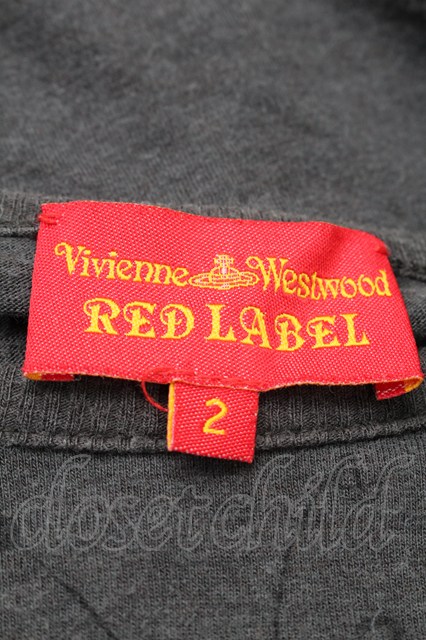 Vivienne Westwood
RED LABEL
2
closetchild